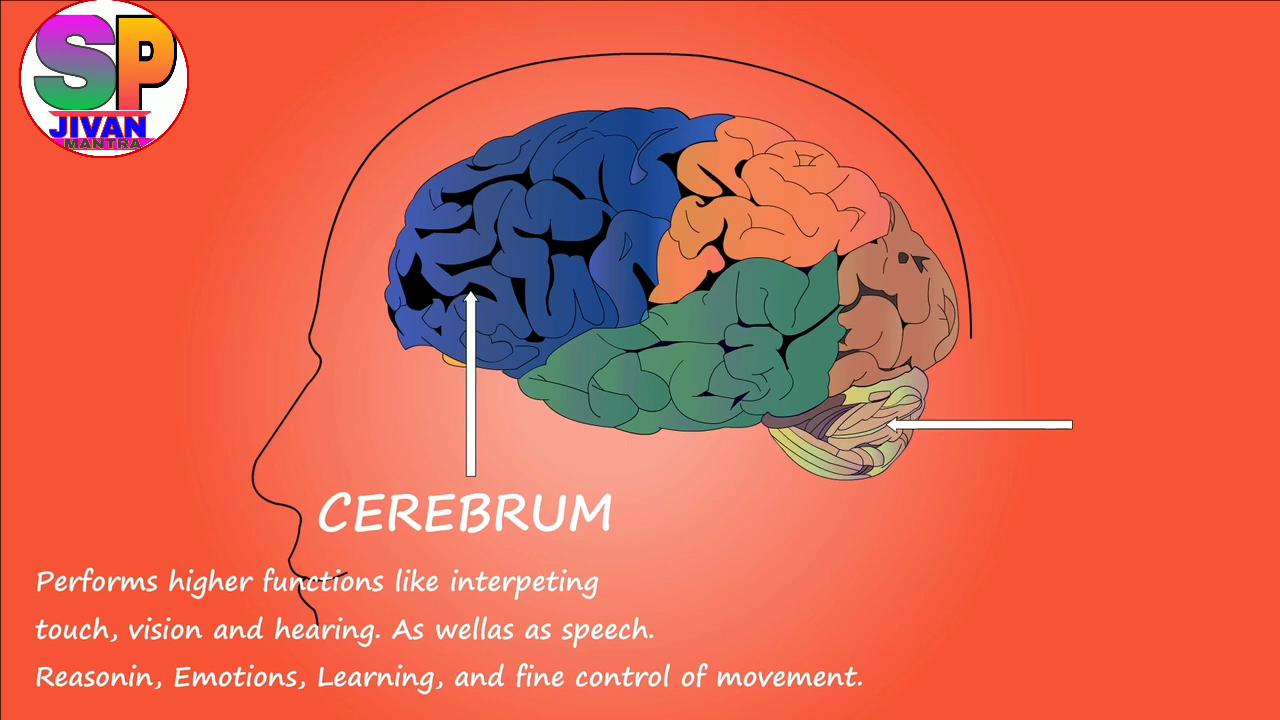 SP
JIVAN
MANTRA
CEREBRUM
Performs higher functions like interpeting
touch, vision and hearing. As wellas as speech.
Reasonin, Emotions, Learning, and fine control of movement.